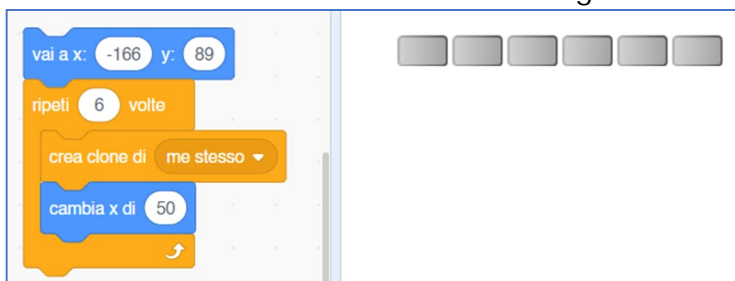 vai a x: -166 y: 89
ripeti 6 volte
crea clone di me stesso
cambia x di 50